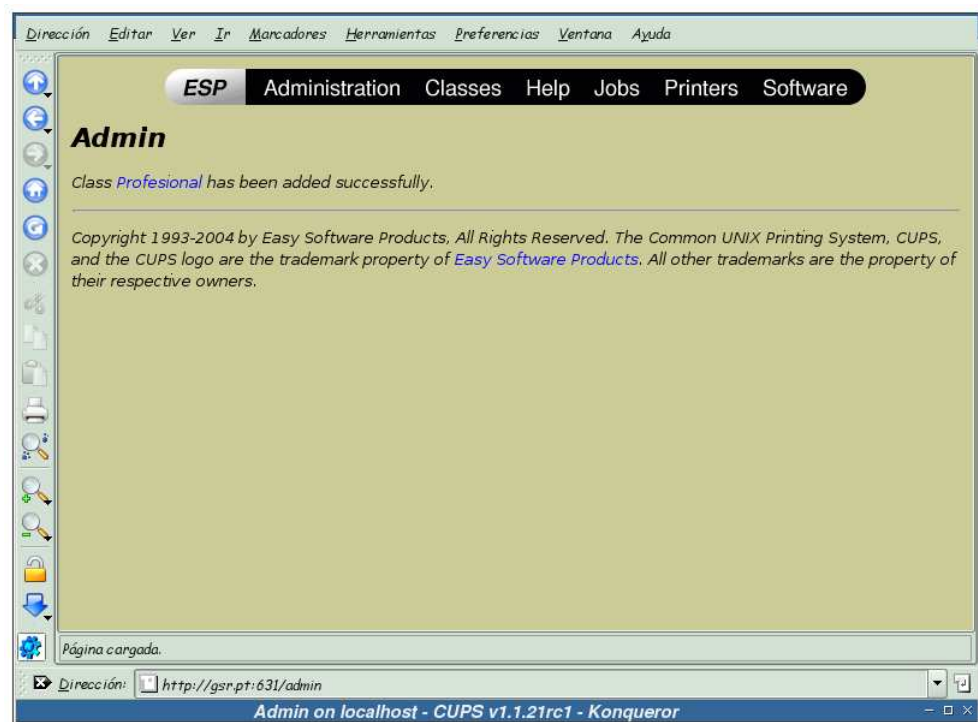 Dirección Editar Ver Ir Marcadores Herramientas Preferencias Ventana Ayuda
ESP Administration Classes Help Jobs Printers Software
Admin
Class Profesional has been added successfully.
Copyright 1993-2004 by Easy Software Products, All Rights Reserved. The Common UNIX Printing System, CUPS,
and the CUPS logo are the trademark property of Easy Software Products. All other trademarks are the property of
their respective owners.
Página cargada.
Dirección: http://gsr.pt:631/admin
Admin on localhost - CUPS v1.1.21rc1 - Konqueror